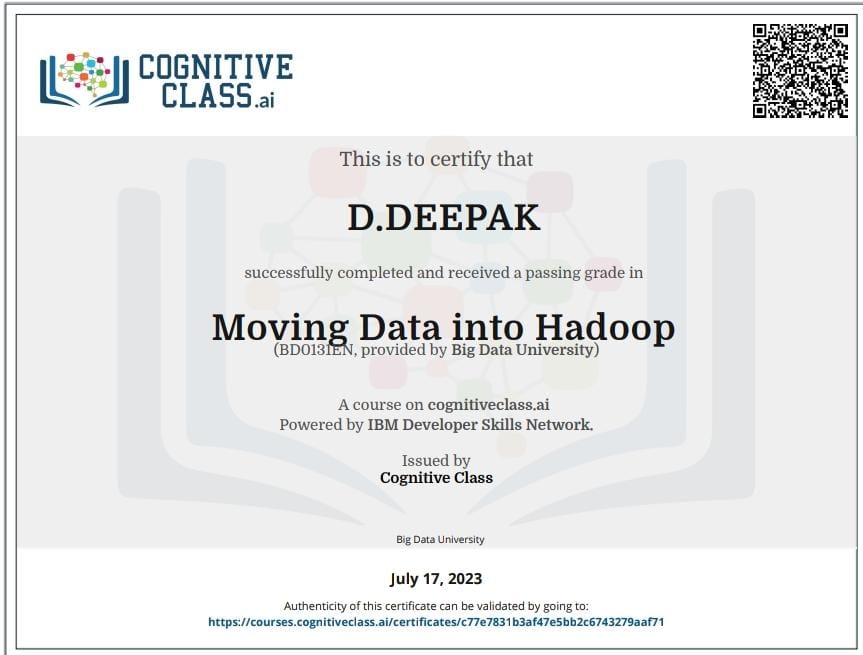 COGNITIVE
CLASS.ai
This is to certify that
D.DEEPAK
successfully completed and received a passing grade in
Moving Data into Hadoop
(BD0131EN, provided by Big Data University)
A course on cognitiveclass.ai
Powered by IBM Developer Skills Network.
Issued by
Cognitive Class
Big Data University
July 17, 2023
Authenticity of this certificate can be validated by going to:
https://courses.cognitiveclass.ai/certificates/c77e7831b3af47e5bb2c6743279aaf71